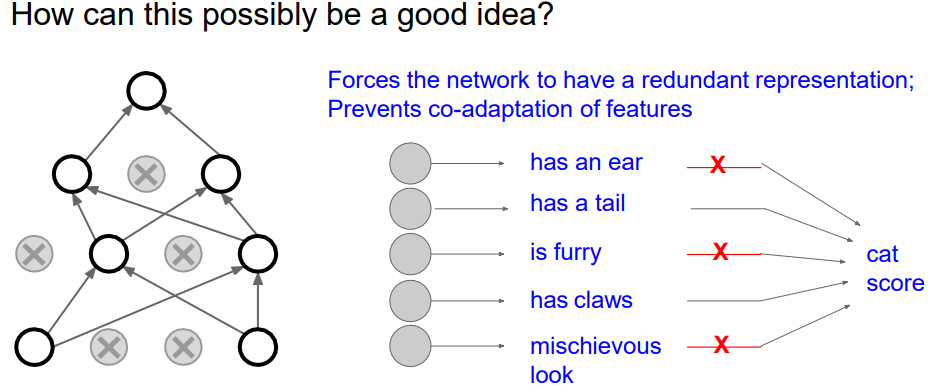 How can this possibly be a good idea?
Forces the network to have a redundant representation;
Prevents co-adaptation of features
has an ear
X
has a tail
is furry
X
cat
score
has claws
mischievous
look
X